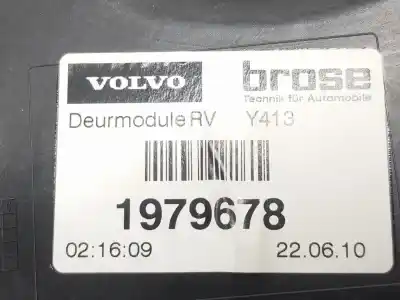 VOLVO brose
Technik für Automobile
Deurmodule RV Y413
1979678
02:16:09 22.06.10